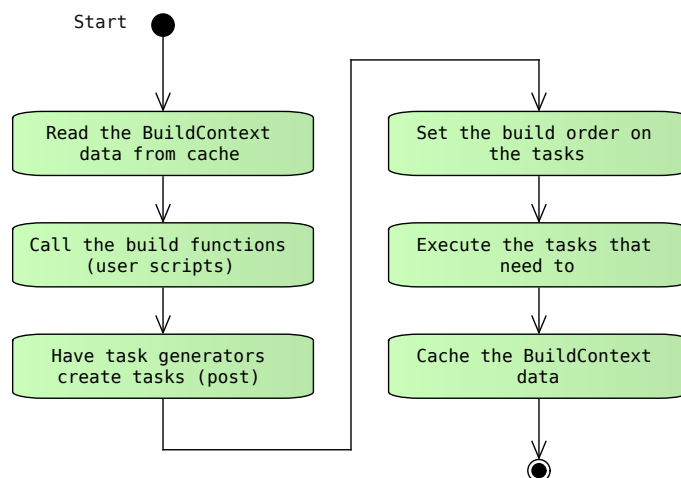 Start
Read the BuildContext
data from cache
Call the build functions
(user scripts)
Have task generators
create tasks (post)
Set the build order on
the tasks
Execute the tasks that
need to
Cache the BuildContext
data